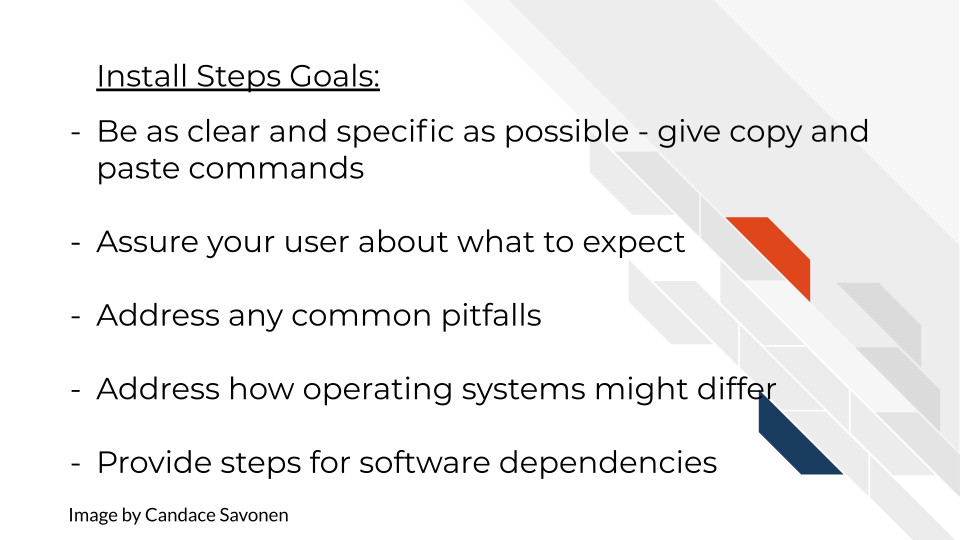 Install Steps Goals:
- Be as clear and specific as possible - give copy and
paste commands
- Assure your user about what to expect
- Address any common pitfalls
- Address how operating systems might differ
- Provide steps for software dependencies
Image by Candace Savonen